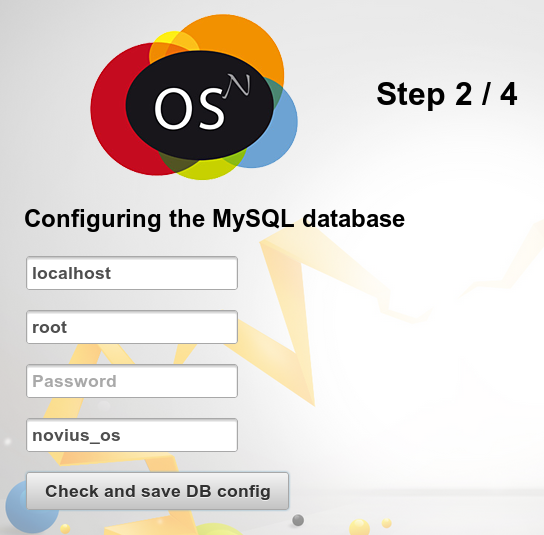 OS N
Step 2 / 4
Configuring the MySQL database
localhost
root
Password
novius_os
Check and save DB config